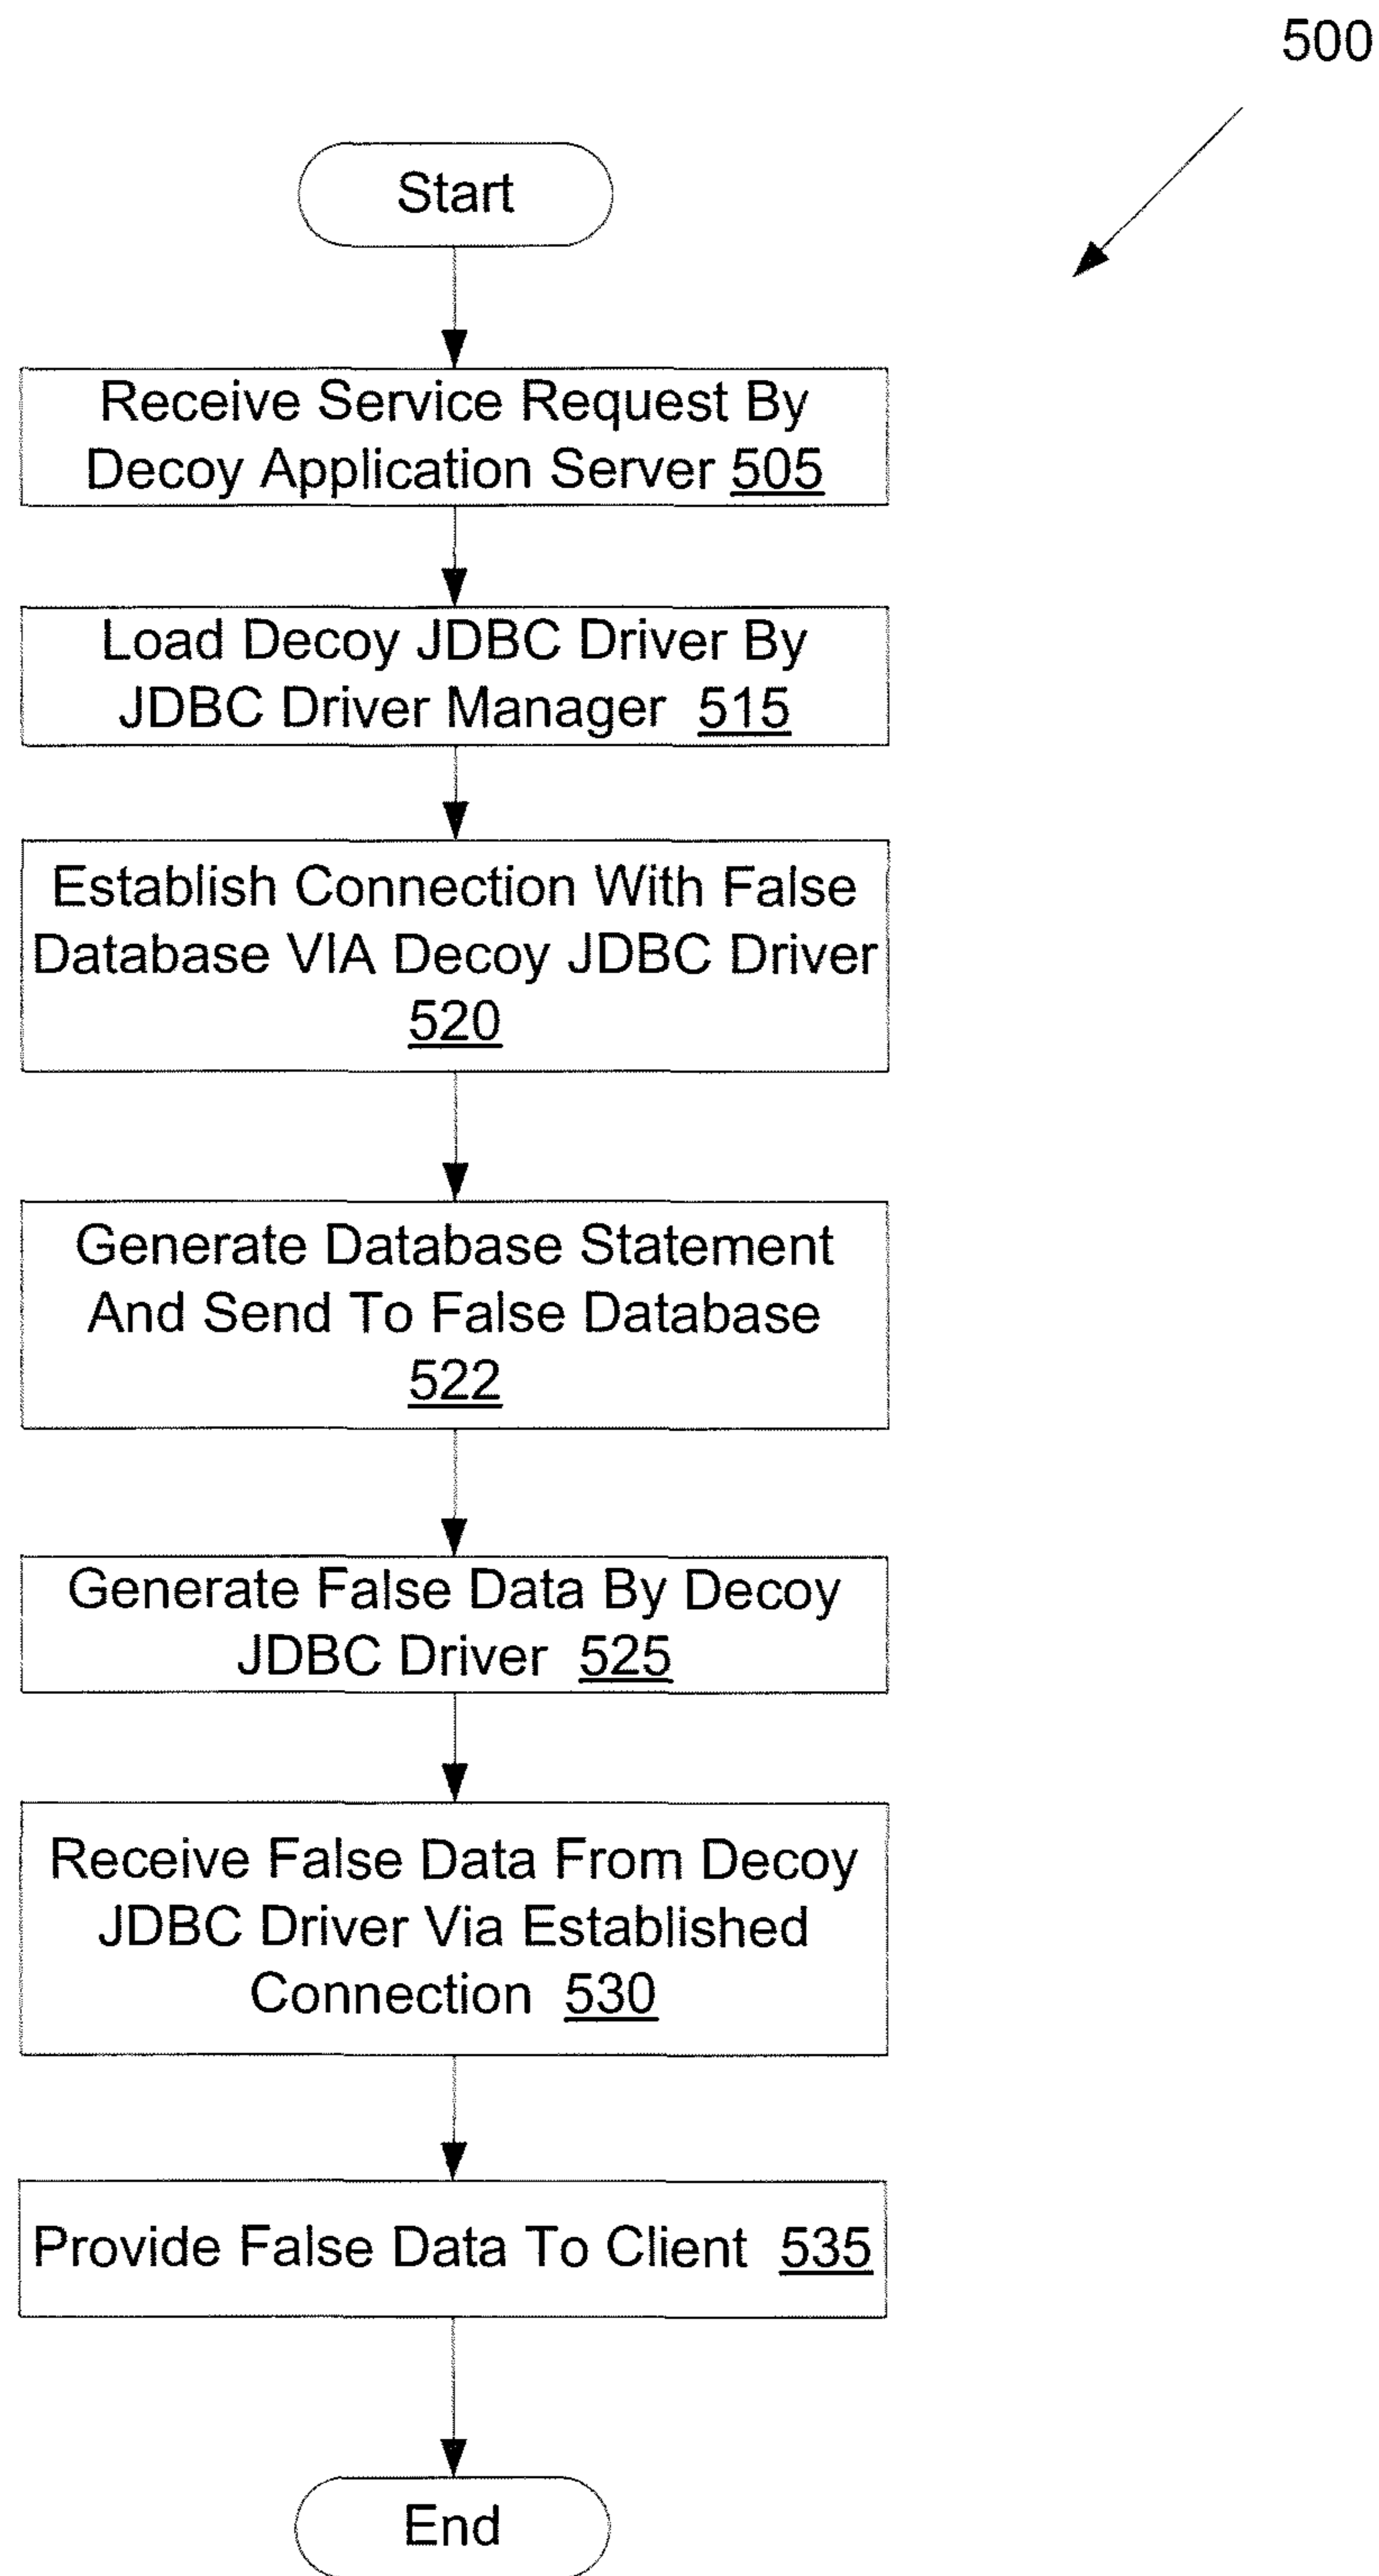 500
Start
Receive Service Request By
Decoy Application Server 505
Load Decoy JDBC Driver By
JDBC Driver Manager 515
Establish Connection With False
Database VIA Decoy JDBC Driver
520
Generate Database Statement
And Send To False Database
522
Generate False Data By Decoy
JDBC Driver 525
Receive False Data From Decoy
JDBC Driver Via Established
Connection 530
Provide False Data To Client 535
End